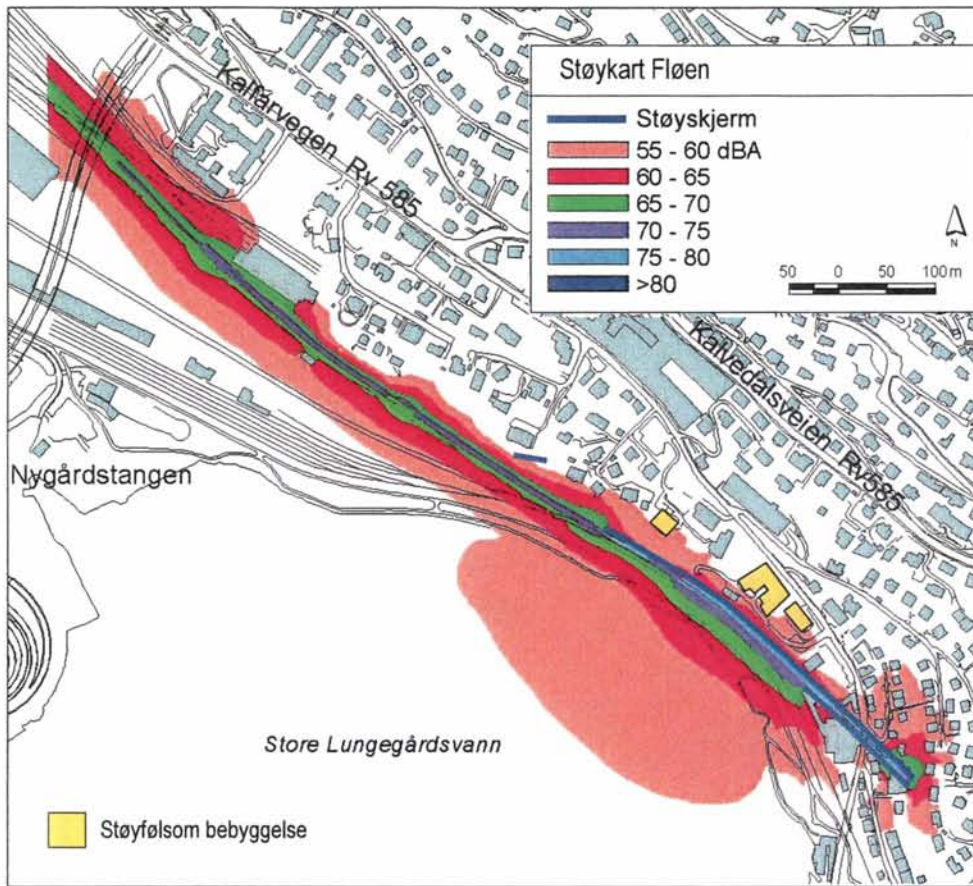 Støykart Fløen
Støyskjerm
55 - 60 dBA
60 - 65
65 - 70
70 - 75
75 - 80
>80
N
50 0 50 100 m
Kalfarvegen Rv 585
Kalvedalsveien Rv585
Nygårdstangen
Store Lungegårdsvann
Støyfølsom bebyggelse